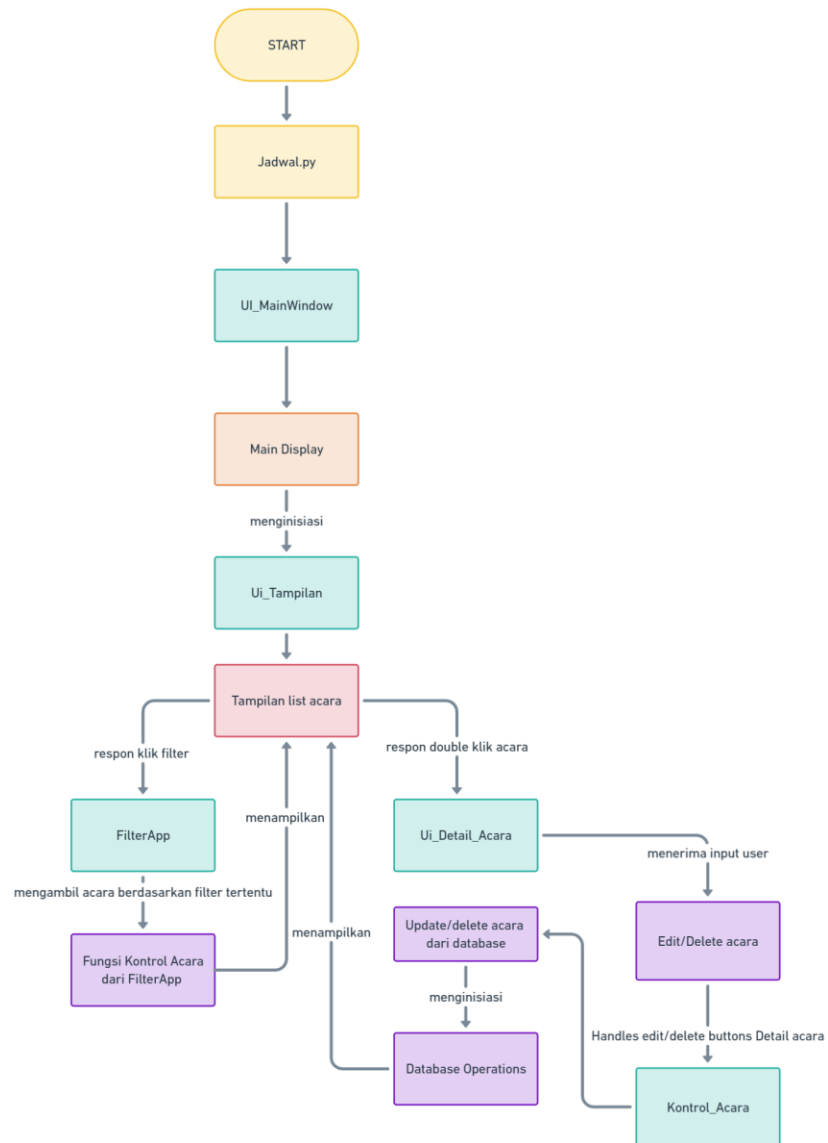 START
Jadwal.py
UI_MainWindow
Main Display
menginisiasi
Ui_Tampilan
Tampilan list acara
respon klik filter
respon double klik acara
FilterApp
menampilkan
Ui_Detail_Acara
menerima input user
mengambil acara berdasarkan filter tertentu
Fungsi Kontrol Acara
dari FilterApp
menampilkan
Update/delete acara
dari database
Edit/Delete acara
menginisiasi
Handles edit/delete buttons Detail acara
Database Operations
Kontrol_Acara